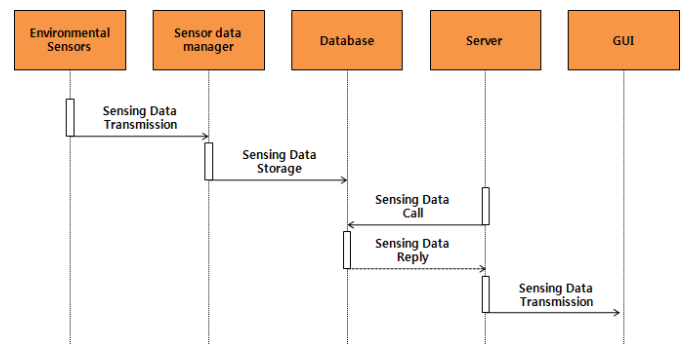 Environmental
Sensors
Sensor data
manager
Database
Server
GUI
Sensing Data
Transmission
Sensing Data
Storage
Sensing Data
Call
Sensing Data
Reply
Sensing Data
Transmission